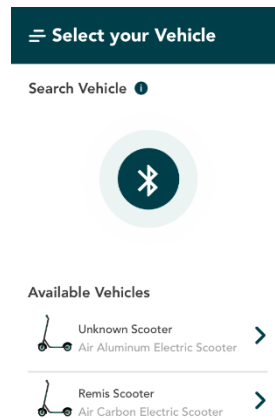 Select your Vehicle
Search Vehicle i
Available Vehicles
Unknown Scooter
Air Aluminum Electric Scooter
Remis Scooter
Air Carbon Electric Scooter